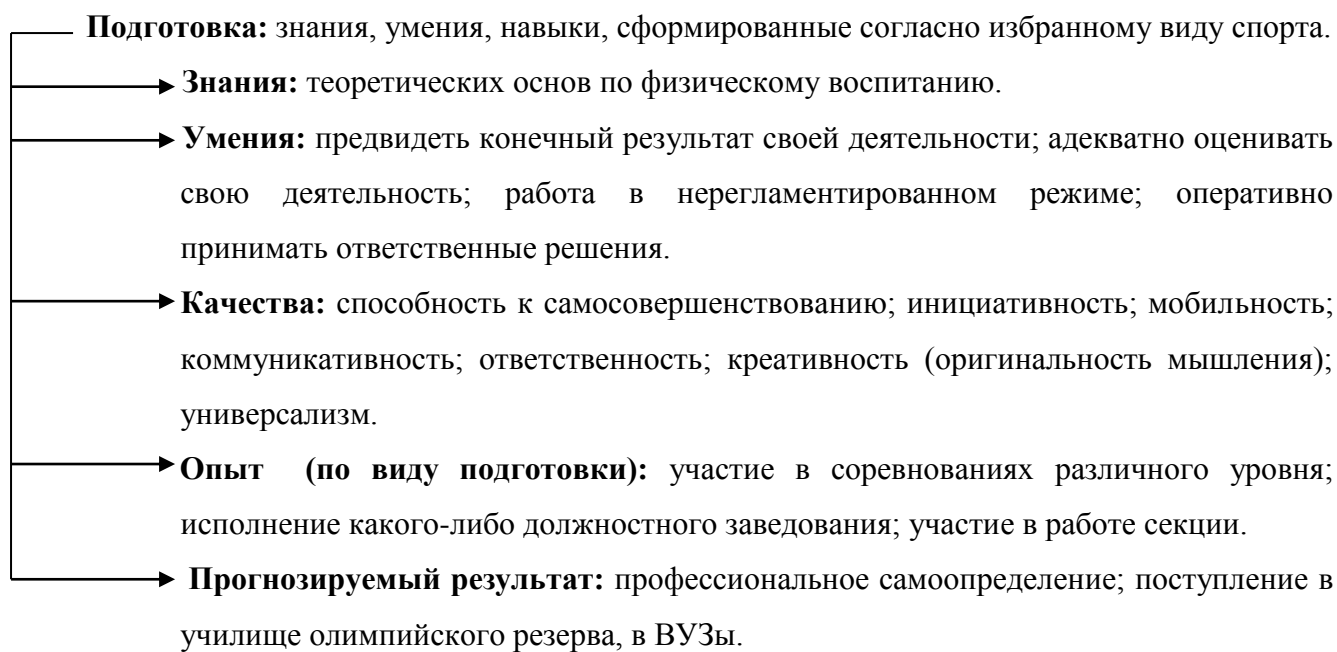 Подготовка: знания, умения, навыки, сформированные согласно избранному виду спорта.
Знания: теоретических основ по физическому воспитанию.
Умения: предвидеть конечный результат своей деятельности; адекватно оценивать
свою деятельность; работа в нерегламентированном режиме; оперативно
принимать ответственные решения.
Качества: способность к самосовершенствованию; инициативность; мобильность;
коммуникативность; ответственность; креативность (оригинальность мышления);
универсализм.
Опыт (по виду подготовки): участие в соревнованиях различного уровня;
исполнение какого-либо должностного заведования; участие в работе секции.
Прогнозируемый результат: профессиональное самоопределение; поступление в
училище олимпийского резерва, в ВУЗы.